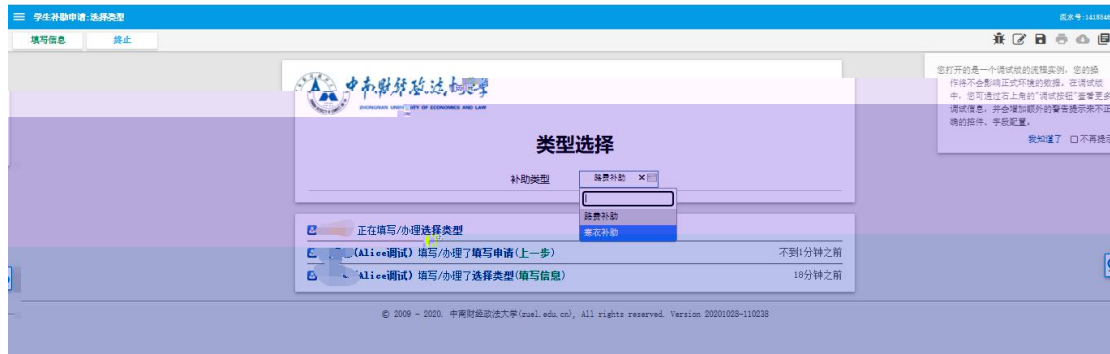 学生补助申请:选择类型
流水号:1418846
填写信息 终止
您打开的是一个调试版的流程实例，您的操
作将不会影响正式环境的数据。在调试版
中，您可通过右上角的"调试按钮"查看更多
调试信息，并会增加额外的警告提示来不正
确的控件、字段配置。
我知道了 不再提示
中南财经政法大学
ZHONGNAN UNIVERSITY OF ECONOMICS AND LAW
类型选择
补助类型 路费补助
路费补助
寒衣补助
正在填写/办理选择类型
(Alice调试) 填写/办理了填写申请(上一步) 不到1分钟之前
Alice调试) 填写/办理了选择类型(填写信息) 18分钟之前
© 2009 - 2020. 中南财经政法大学(zuel.edu.cn), All rights reserved. Version 20201028-110238